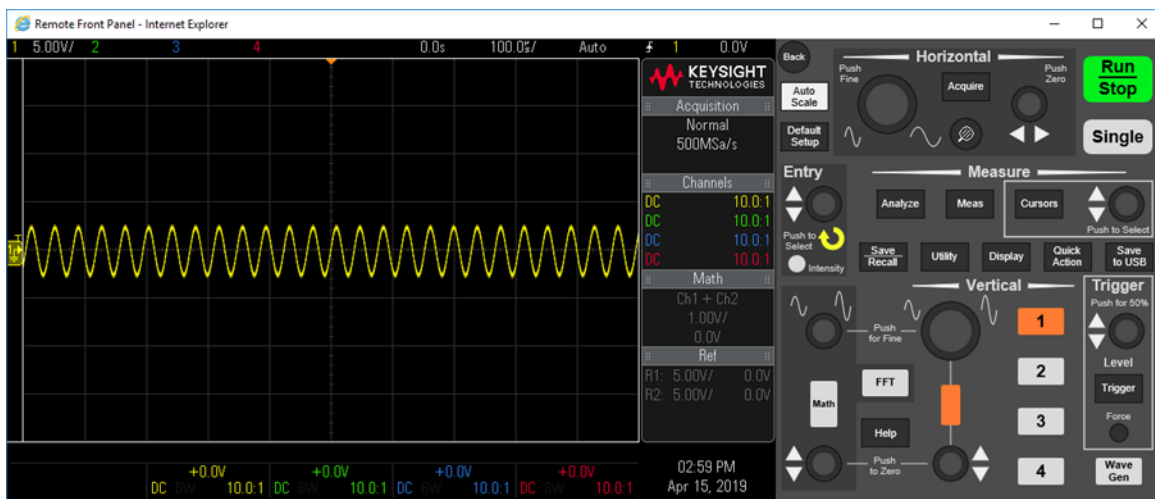 Remote Front Panel - Internet Explorer
1 5.00V/ 2 3 4 0.0s 100.0s/ Auto 1 0.0V
KEYSIGHT
TECHNOLOGIES
Acquisition
Normal
500MSa/s
Channels
DC 10.0:1
DC 10.0:1
DC 10.0:1
DC 10.0:1
Math
Ch1 + Ch2
1.00V/
0.0V
Ref
R1: 5.00V/ 0.0V
R2: 5.00V/ 0.0V
+0.0V +0.0V +0.0V +0.0V
DC BW 10.0:1 DC BW 10.0:1 DC BW 10.0:1 DC BW 10.0:1
02:59 PM
Apr 15, 2019
Back
Horizontal
Push
Fine
Push
Zero
Acquire
Run
Stop
Auto
Scale
Default
Setup
Single
Entry
Push to
Select
Intensity
Measure
Analyze
Meas
Cursors
Push to Select
Save
Recall
Utility
Display
Quick
Action
Save
to USB
Vertical
Push
for Fine
1
2
3
4
FFT
Math
Help
Push
to Zero
Trigger
Push for 50%
Level
Trigger
Force
Wave
Gen